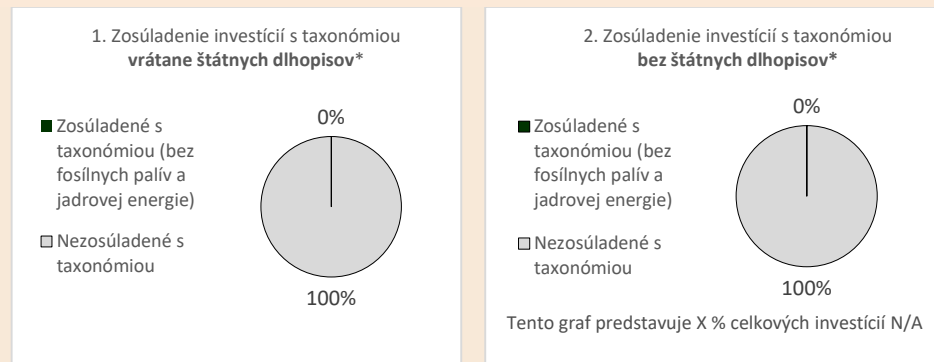 1. Zosúladenie investícií s taxonómiou
vrátane štátnych dlhopisov*
Zosúladené s
taxonómiou (bez
fosílnych palív a
jadrovej energie)
Nezosúladené s
taxonómiou
0%
100%
2. Zosúladenie investícií s taxonómiou
bez štátnych dlhopisov*
Zosúladené s
taxonómiou (bez
fosílnych palív a
jadrovej energie)
Nezosúladené s
taxonómiou
0%
100%
Tento graf predstavuje X % celkových investícií N/A